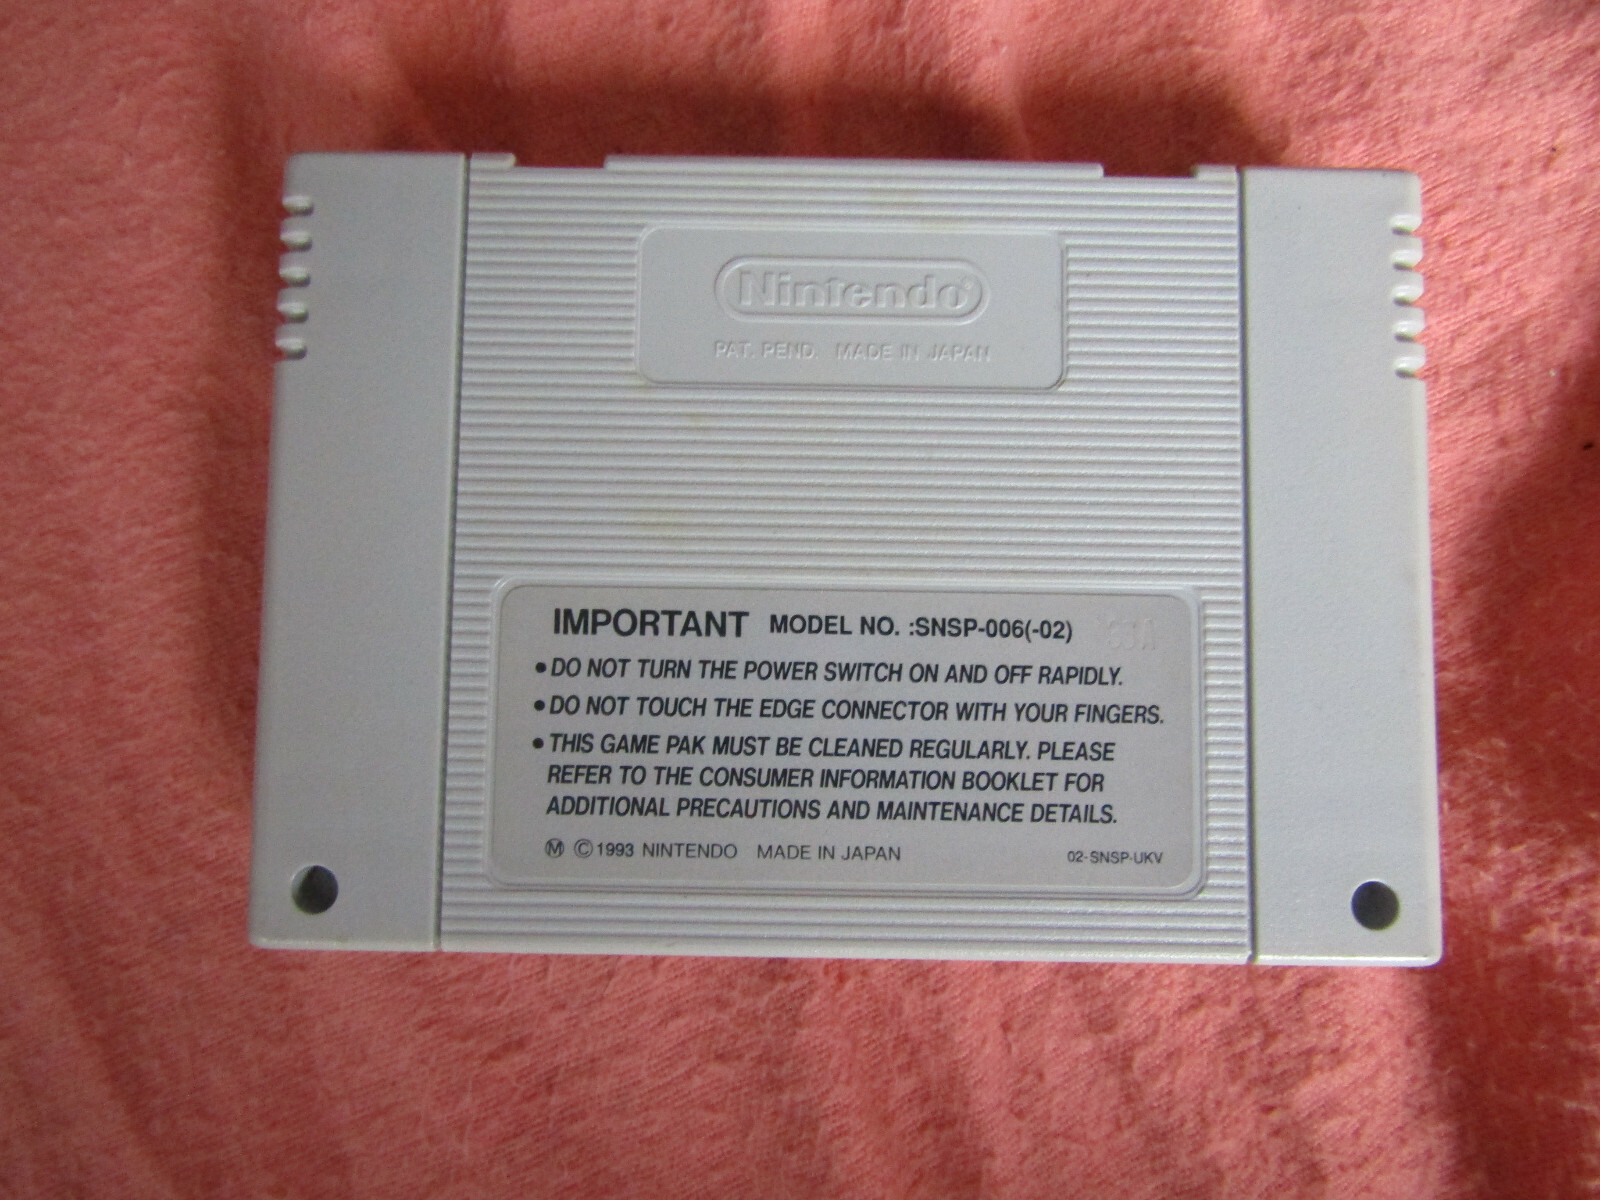 Nintendo®
PAT. PEND. MADE IN JAPAN
IMPORTANT MODEL NO. :SNSP-006(-02)
●DO NOT TURN THE POWER SWITCH ON AND OFF RAPIDLY.
●DO NOT TOUCH THE EDGE CONNECTOR WITH YOUR FINGERS.
●THIS GAME PAK MUST BE CLEANED REGULARLY. PLEASE
REFER TO THE CONSUMER INFORMATION BOOKLET FOR
ADDITIONAL PRECAUTIONS AND MAINTENANCE DETAILS.
Ⓜ ©1993 NINTENDO MADE IN JAPAN 02-SNSP-UKV